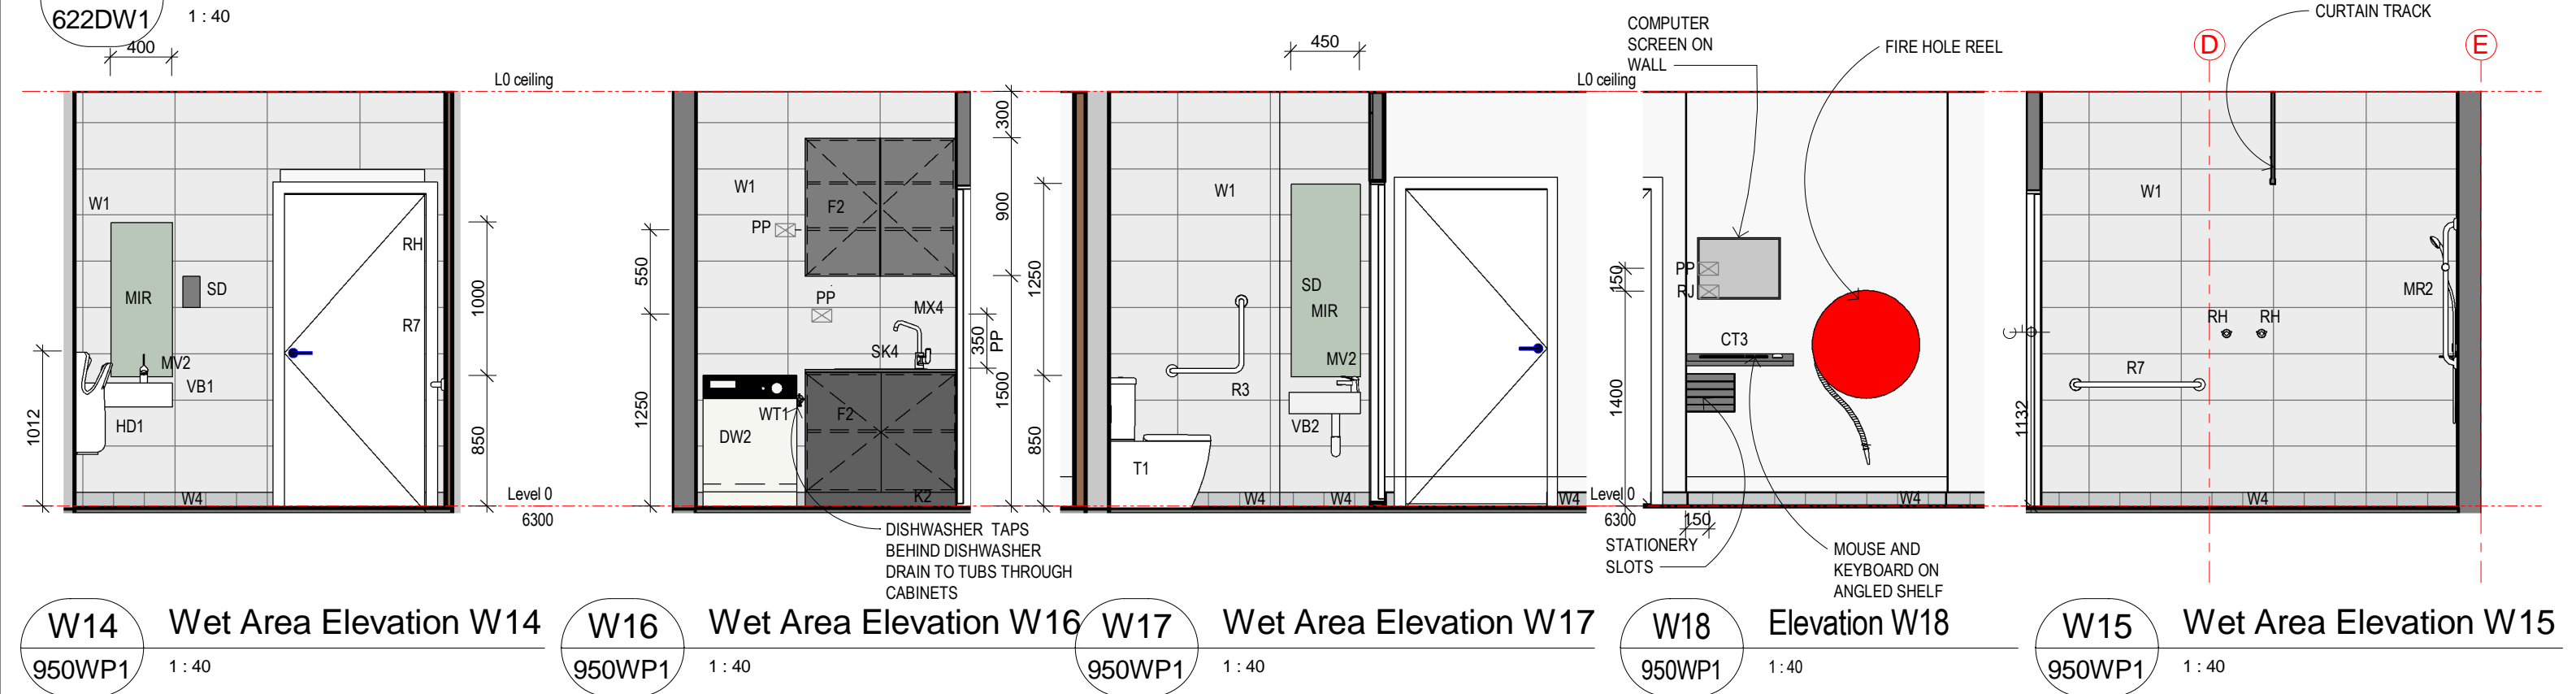 622DW1
1 : 40
400
L0 ceiling
W1
MIR
SD
RH
R7
MV2
VB1
HD1
W4
1012
1000
850
Level 0
6300
W14
950WP1
Wet Area Elevation W14
1 : 40
W1
PP
F2
PP
MX4
SK4
WT1
F2
DW2
K2
550
1250
350
PP
300
900
1500
DISHWASHER TAPS
BEHIND DISHWASHER
DRAIN TO TUBS THROUGH
CABINETS
W16
950WP1
Wet Area Elevation W16
1 : 40
450
L0 ceiling
W1
SD
MIR
MV2
R3
VB2
T1
W4
W4
W4
1250
850
Level 0
6300
W17
950WP1
Wet Area Elevation W17
1 : 40
COMPUTER
SCREEN ON
WALL
FIRE HOLE REEL
PP
RJ
CT3
W4
150
1400
150
STATIONERY
SLOTS
MOUSE AND
KEYBOARD ON
ANGLED SHELF
W18
950WP1
Elevation W18
1 : 40
CURTAIN TRACK
D
E
W1
MR2
RH
RH
R7
W4
1132
W15
950WP1
Wet Area Elevation W15
1 : 40